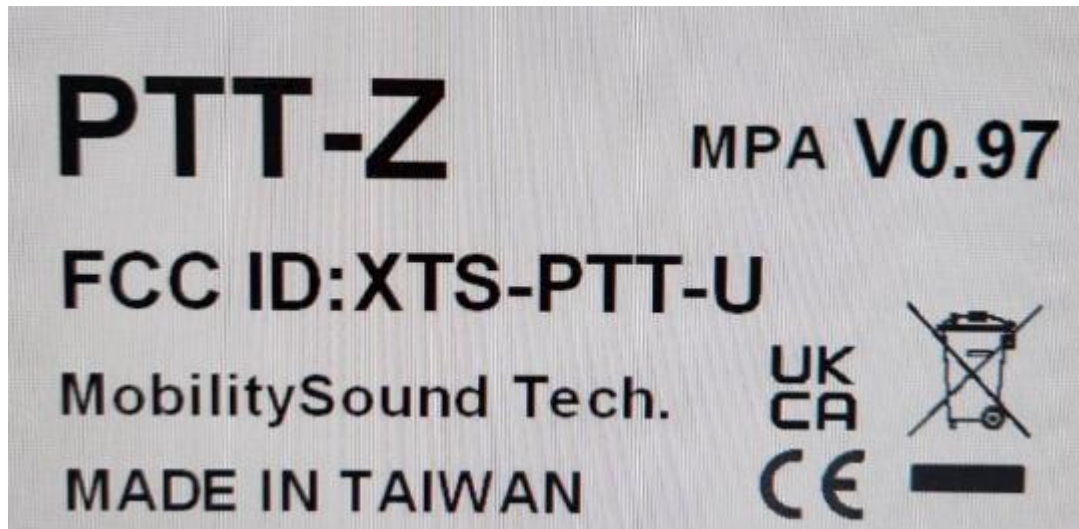 PTT-Z MPA V0.97
FCC ID:XTS-PTT-U
MobilitySound Tech.
UK
CA
MADE IN TAIWAN
CE